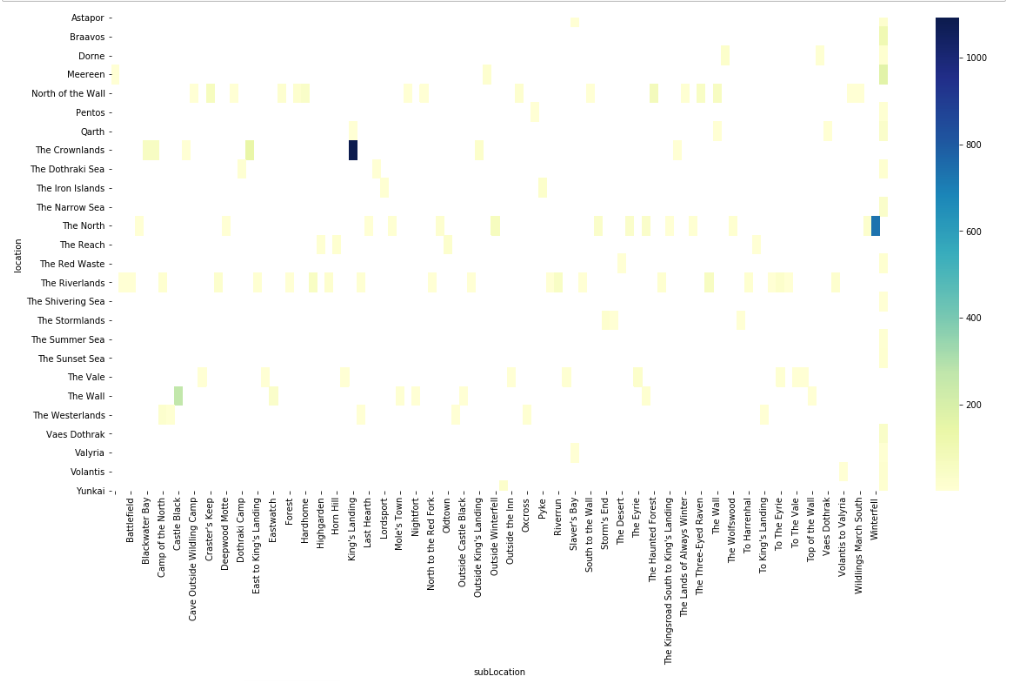 Astapor
Braavos
Dorne
Meereen
North of the Wall
Pentos
Qarth
The Crownlands
The Dothraki Sea
The Iron Islands
The Narrow Sea
The North
The Reach
The Red Waste
The Riverlands
The Shivering Sea
The Stormlands
The Summer Sea
The Sunset Sea
The Vale
The Wall
The Westerlands
Vaes Dothrak
Valyria
Volantis
Yunkai
location
Battlefield
Blackwater Bay
Camp of the North
Castle Black
Cave Outside Wildling Camp
Craster's Keep
Deepwood Motte
Dothraki Camp
East to King's Landing
Eastwatch
Forest
Hardhome
Highgarden
Horn Hill
King's Landing
Last Hearth
Lordsport
Mole's Town
Nightfort
North to the Red Fork
Oldtown
Outside Castle Black
Outside King's Landing
Outside Winterfell
Outside the Inn
Oxcross
Pyke
Riverrun
Slaver's Bay
South to the Wall
Storm's End
The Desert
The Eyrie
The Haunted Forest
The Kingsroad South to King's Landing
The Lands of Always Winter
The Three-Eyed Raven
The Wall
The Wolfswood
To Harrenhal
To King's Landing
To The Eyrie
To The Vale
Top of the Wall
Vaes Dothrak
Volantis to Valyria
Wildlings March South
Winterfell
subLocation
1000
800
600
400
200